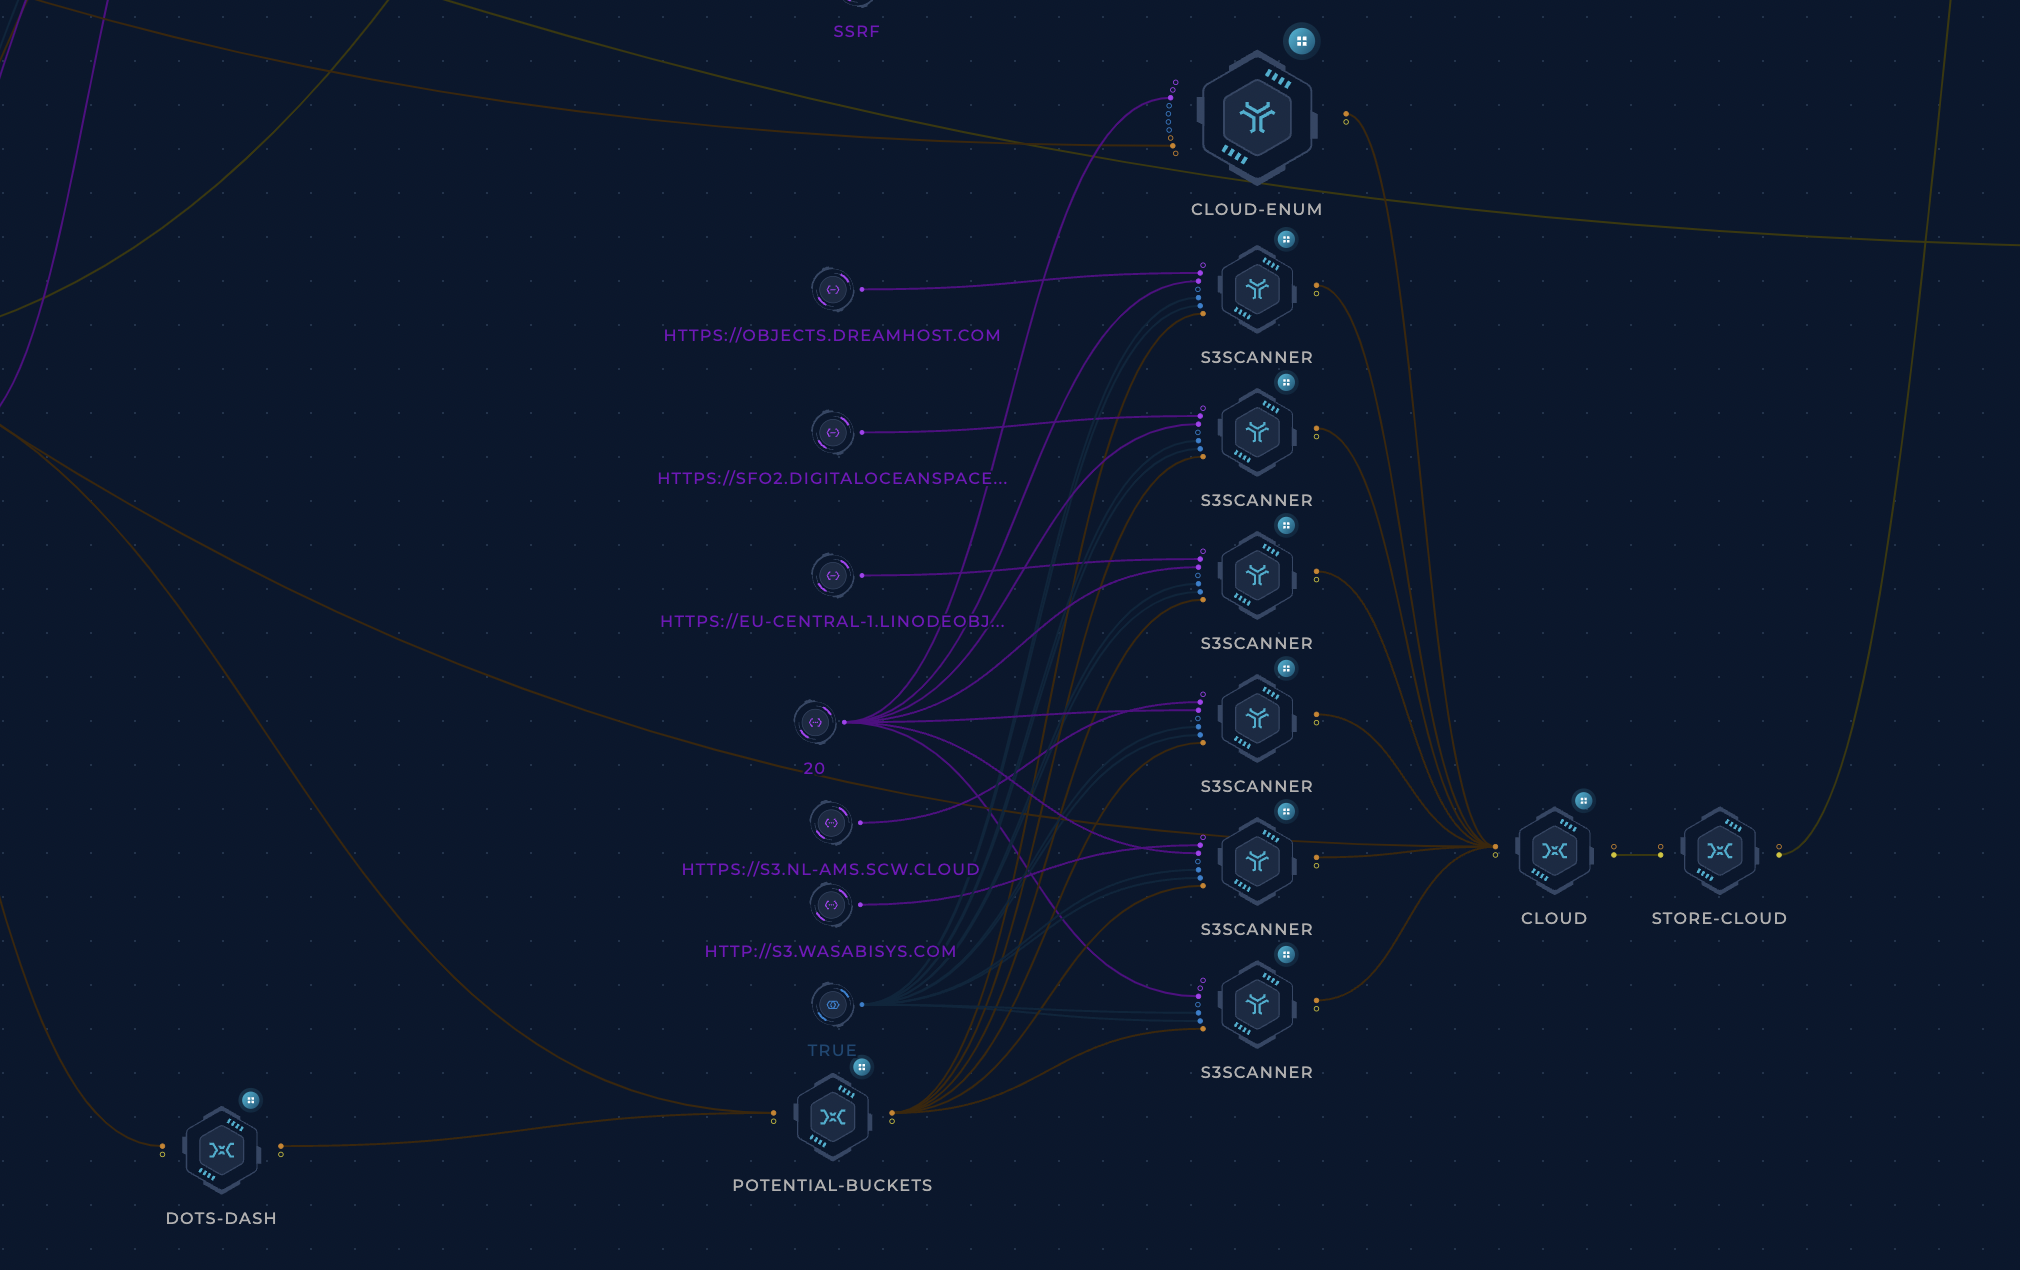 SSRF
CLOUD-ENUM
HTTPS://OBJECTS.DREAMHOST.COM
S3SCANNER
HTTPS://SFO2.DIGITALOCEANSPACE...
S3SCANNER
HTTPS://EU-CENTRAL-1.LINODEOBJ...
S3SCANNER
20
S3SCANNER
HTTPS://S3.NL-AMS.SCW.CLOUD
CLOUD
STORE-CLOUD
S3SCANNER
HTTP://S3.WASABISYS.COM
TRUE
S3SCANNER
POTENTIAL-BUCKETS
DOTS-DASH